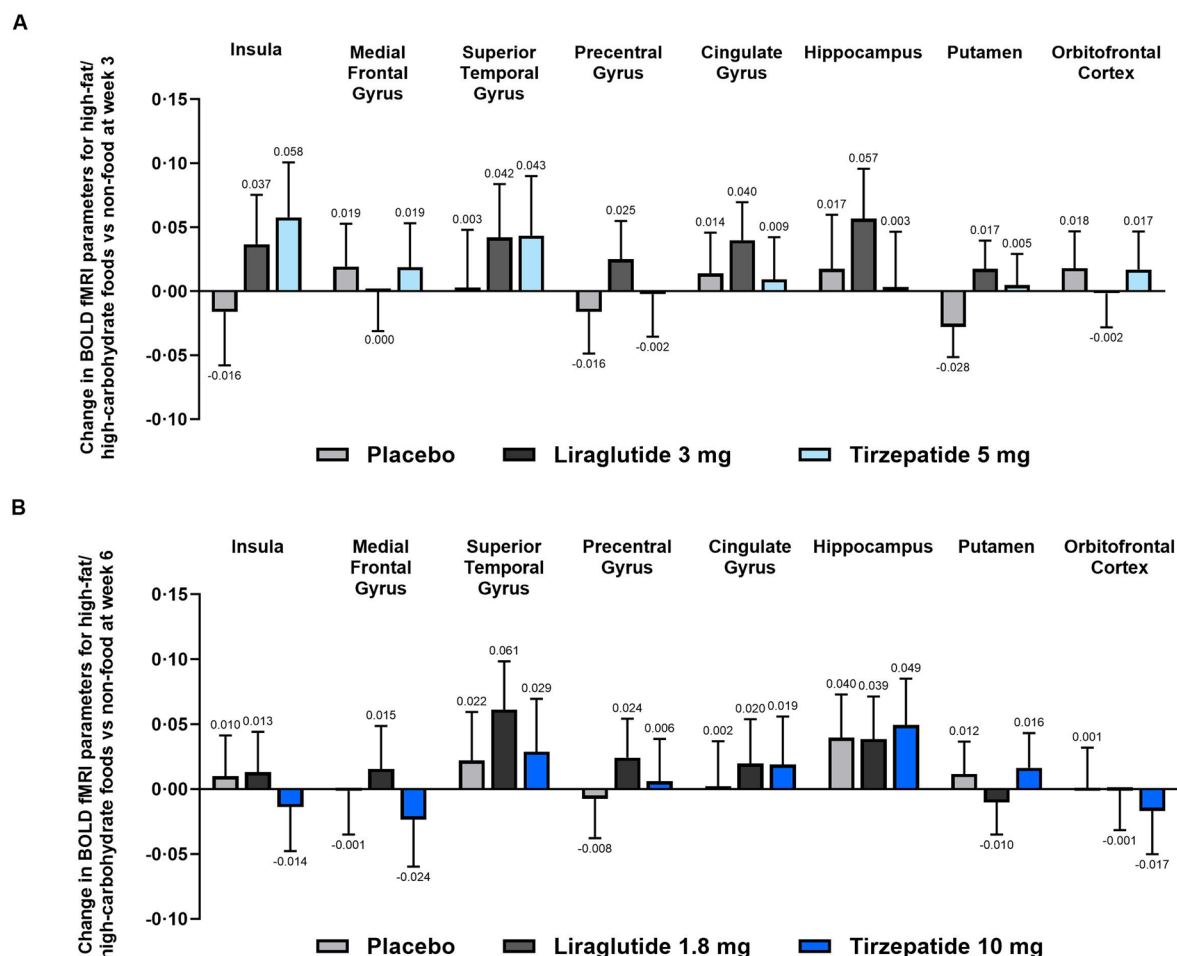 A
Change in BOLD fMRI parameters for high-fat/
high-carbohydrate foods vs non-food at week 3
Insula
Medial
Frontal
Gyrus
Superior
Temporal
Gyrus
Precentral
Gyrus
Cingulate
Gyrus
Hippocampus
Putamen
Orbitofrontal
Cortex
0·15
0·10
0·05
0·00
-0·05
-0·10
-0.016
0.037
0.058
0.019
0.000
0.019
0.003
0.042
0.043
-0.016
0.025
-0.002
0.014
0.040
0.009
0.017
0.057
0.003
-0.028
0.017
0.005
0.018
-0.002
0.017
Placebo Liraglutide 3 mg Tirzepatide 5 mg
B
Change in BOLD fMRI parameters for high-fat/
high-carbohydrate foods vs non-food at week 6
Insula
Medial
Frontal
Gyrus
Superior
Temporal
Gyrus
Precentral
Gyrus
Cingulate
Gyrus
Hippocampus
Putamen
Orbitofrontal
Cortex
0·15
0·10
0·05
0·00
-0·05
-0·10
0.010
0.013
-0.014
-0.001
0.015
-0.024
0.022
0.061
0.029
-0.008
0.024
0.006
0.002
0.020
0.019
0.040
0.039
0.049
0.012
-0.010
0.016
0.001
-0.001
-0.017
Placebo Liraglutide 1.8 mg Tirzepatide 10 mg